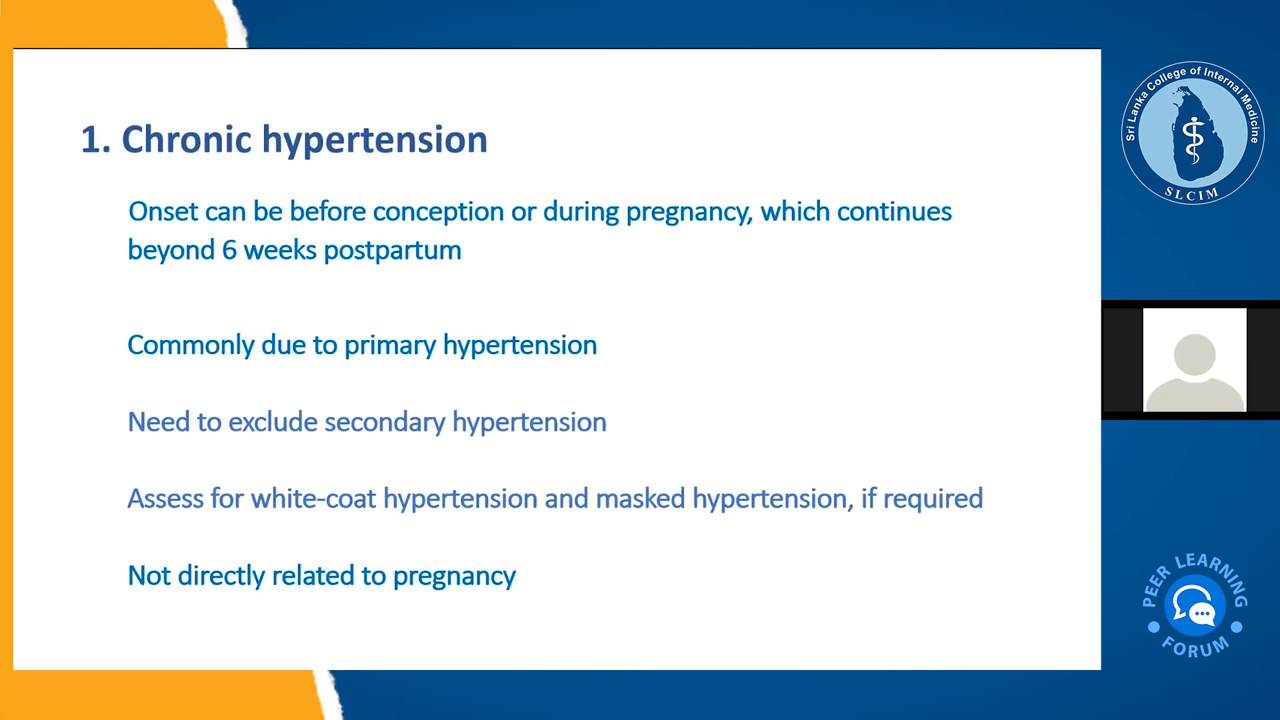 1. Chronic hypertension
Onset can be before conception or during pregnancy, which continues
beyond 6 weeks postpartum
Commonly due to primary hypertension
Need to exclude secondary hypertension
Assess for white-coat hypertension and masked hypertension, if required
Not directly related to pregnancy
Sri Lanka College of Internal Medicine
SLCIM
PEER LEARNING
FORUM